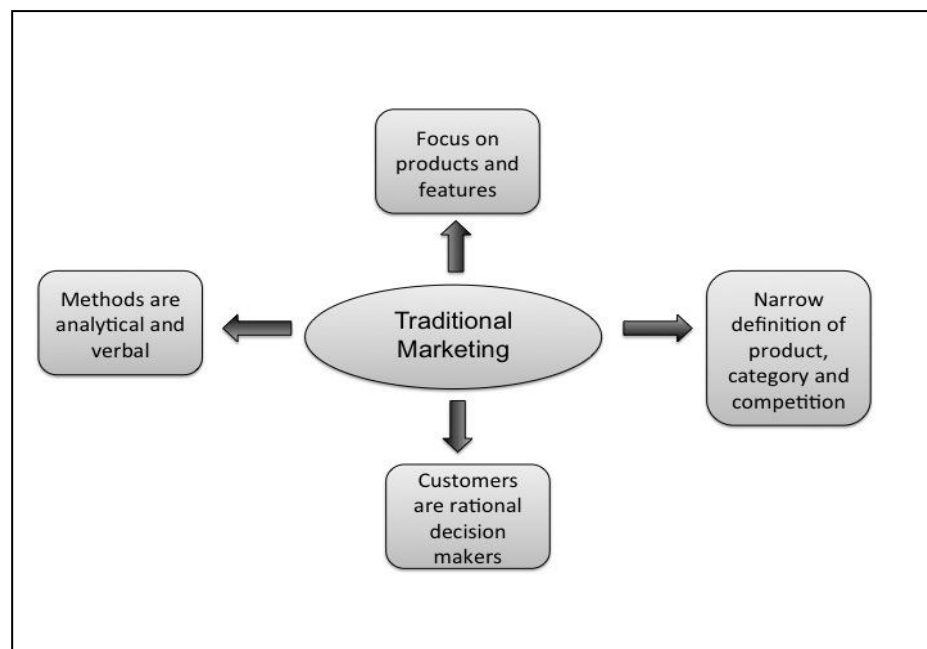 Focus on
products and
features
Methods are
analytical and
verbal
Traditional
Marketing
Narrow
definition of
product,
category and
competition
Customers
are rational
decision
makers